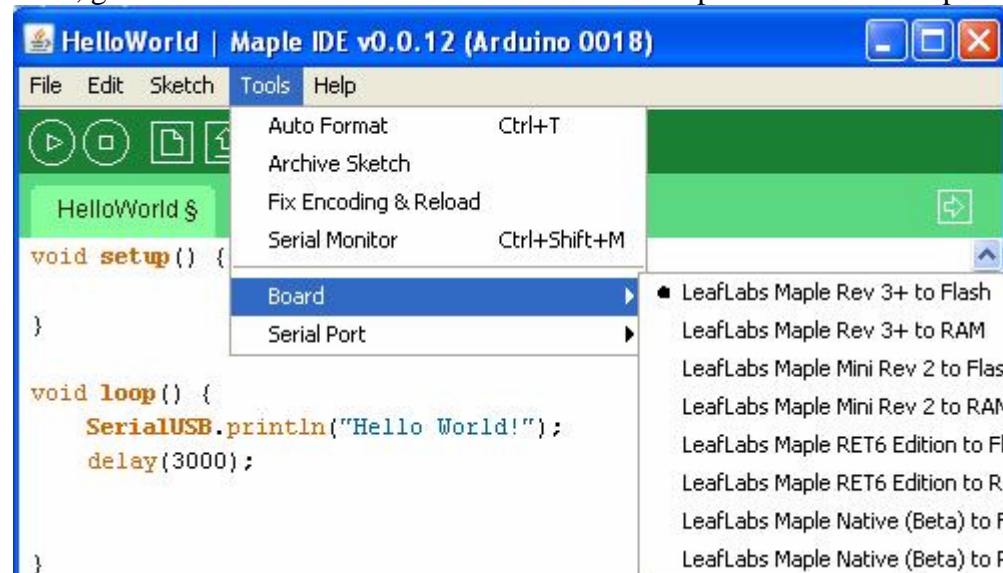 HelloWorld | Maple IDE v0.0.12 (Arduino 0018)
File Edit Sketch Tools Help
Auto Format Ctrl+T
Archive Sketch
Fix Encoding & Reload
Serial Monitor Ctrl+Shift+M
Board
Serial Port
LeafLabs Maple Rev 3+ to Flash
LeafLabs Maple Rev 3+ to RAM
LeafLabs Maple Mini Rev 2 to Flas
LeafLabs Maple Mini Rev 2 to RAM
LeafLabs Maple RET6 Edition to Fl
LeafLabs Maple RET6 Edition to R
LeafLabs Maple Native (Beta) to F
LeafLabs Maple Native (Beta) to
HelloWorld §
void setup() {
}
void loop() {
SerialUSB.println("Hello World!");
delay(3000);
}